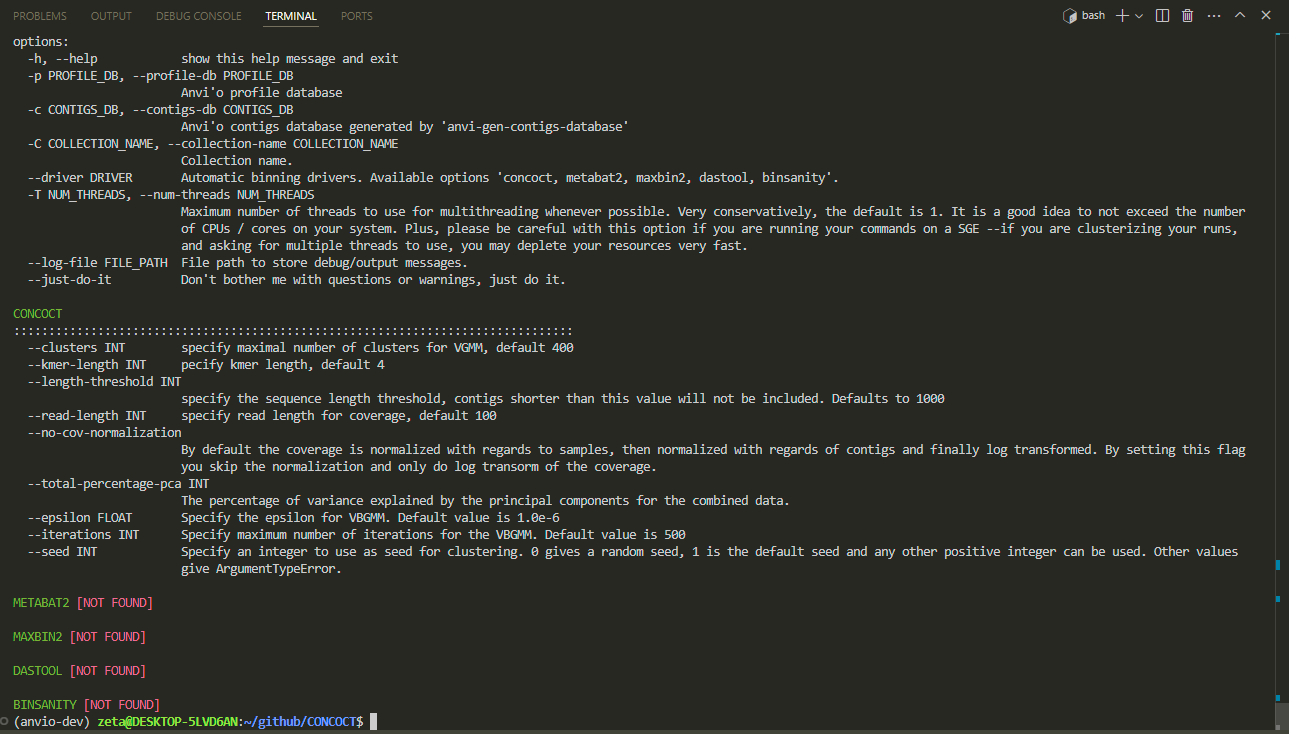 PROBLEMS OUTPUT DEBUG CONSOLE TERMINAL PORTS bash
options:
-h, --help show this help message and exit
-p PROFILE_DB, --profile-db PROFILE_DB
Anvi'o profile database
-c CONTIGS_DB, --contigs-db CONTIGS_DB
Anvi'o contigs database generated by 'anvi-gen-contigs-database'
-C COLLECTION_NAME, --collection-name COLLECTION_NAME
Collection name.
--driver DRIVER Automatic binning drivers. Available options 'concoct, metabat2, maxbin2, dastool, binsanity'.
-T NUM_THREADS, --num-threads NUM_THREADS
Maximum number of threads to use for multithreading whenever possible. Very conservatively, the default is 1. It is a good idea to not exceed the number
of CPUs / cores on your system. Plus, please be careful with this option if you are running your commands on a SGE --if you are clusterizing your runs,
and asking for multiple threads to use, you may deplete your resources very fast.
--log-file FILE_PATH File path to store debug/output messages.
--just-do-it Don't bother me with questions or warnings, just do it.
CONCOCT
::::::::::::::::::::::::::::::::::::::::::::::::::::::::::::::::::::::::::::::::
--clusters INT specify maximal number of clusters for VGMM, default 400
--kmer-length INT pecify kmer length, default 4
--length-threshold INT
specify the sequence length threshold, contigs shorter than this value will not be included. Defaults to 1000
--read-length INT specify read length for coverage, default 100
--no-cov-normalization
By default the coverage is normalized with regards to samples, then normalized with regards of contigs and finally log transformed. By setting this flag
you skip the normalization and only do log transorm of the coverage.
--total-percentage-pca INT
The percentage of variance explained by the principal components for the combined data.
--epsilon FLOAT Specify the epsilon for VBGMM. Default value is 1.0e-6
--iterations INT Specify maximum number of iterations for the VBGMM. Default value is 500
--seed INT Specify an integer to use as seed for clustering. 0 gives a random seed, 1 is the default seed and any other positive integer can be used. Other values
give ArgumentTypeError.
METABAT2 [NOT FOUND]
MAXBIN2 [NOT FOUND]
DASTOOL [NOT FOUND]
BINSANITY [NOT FOUND]
(anvio-dev) zeta@DESKTOP-5LVD6AN:~/github/CONCOCT$